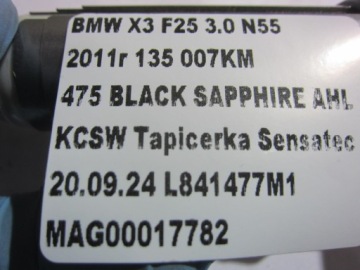 BMW X3 F25 3.0 N55
2011r 135 007KM
475 BLACK SAPPHIRE AHL
KCSW Tapicerka Sensatec
20.09.24 L841477M1
MAG00017782